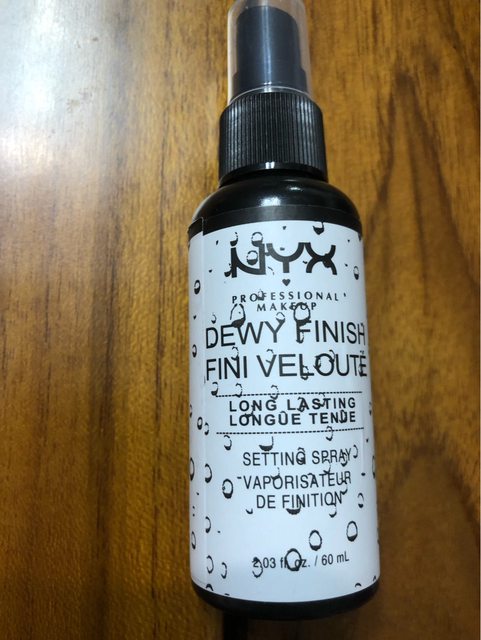 NYX
PROFESSIONAL
MAKEUP
DEWY FINISH
FINI VELOUTÉ
LONG LASTING
LONGUE TENUE
SETTING SPRAY
VAPORISATEUR
DE FINITION
2.03 fl. oz. / 60 mL